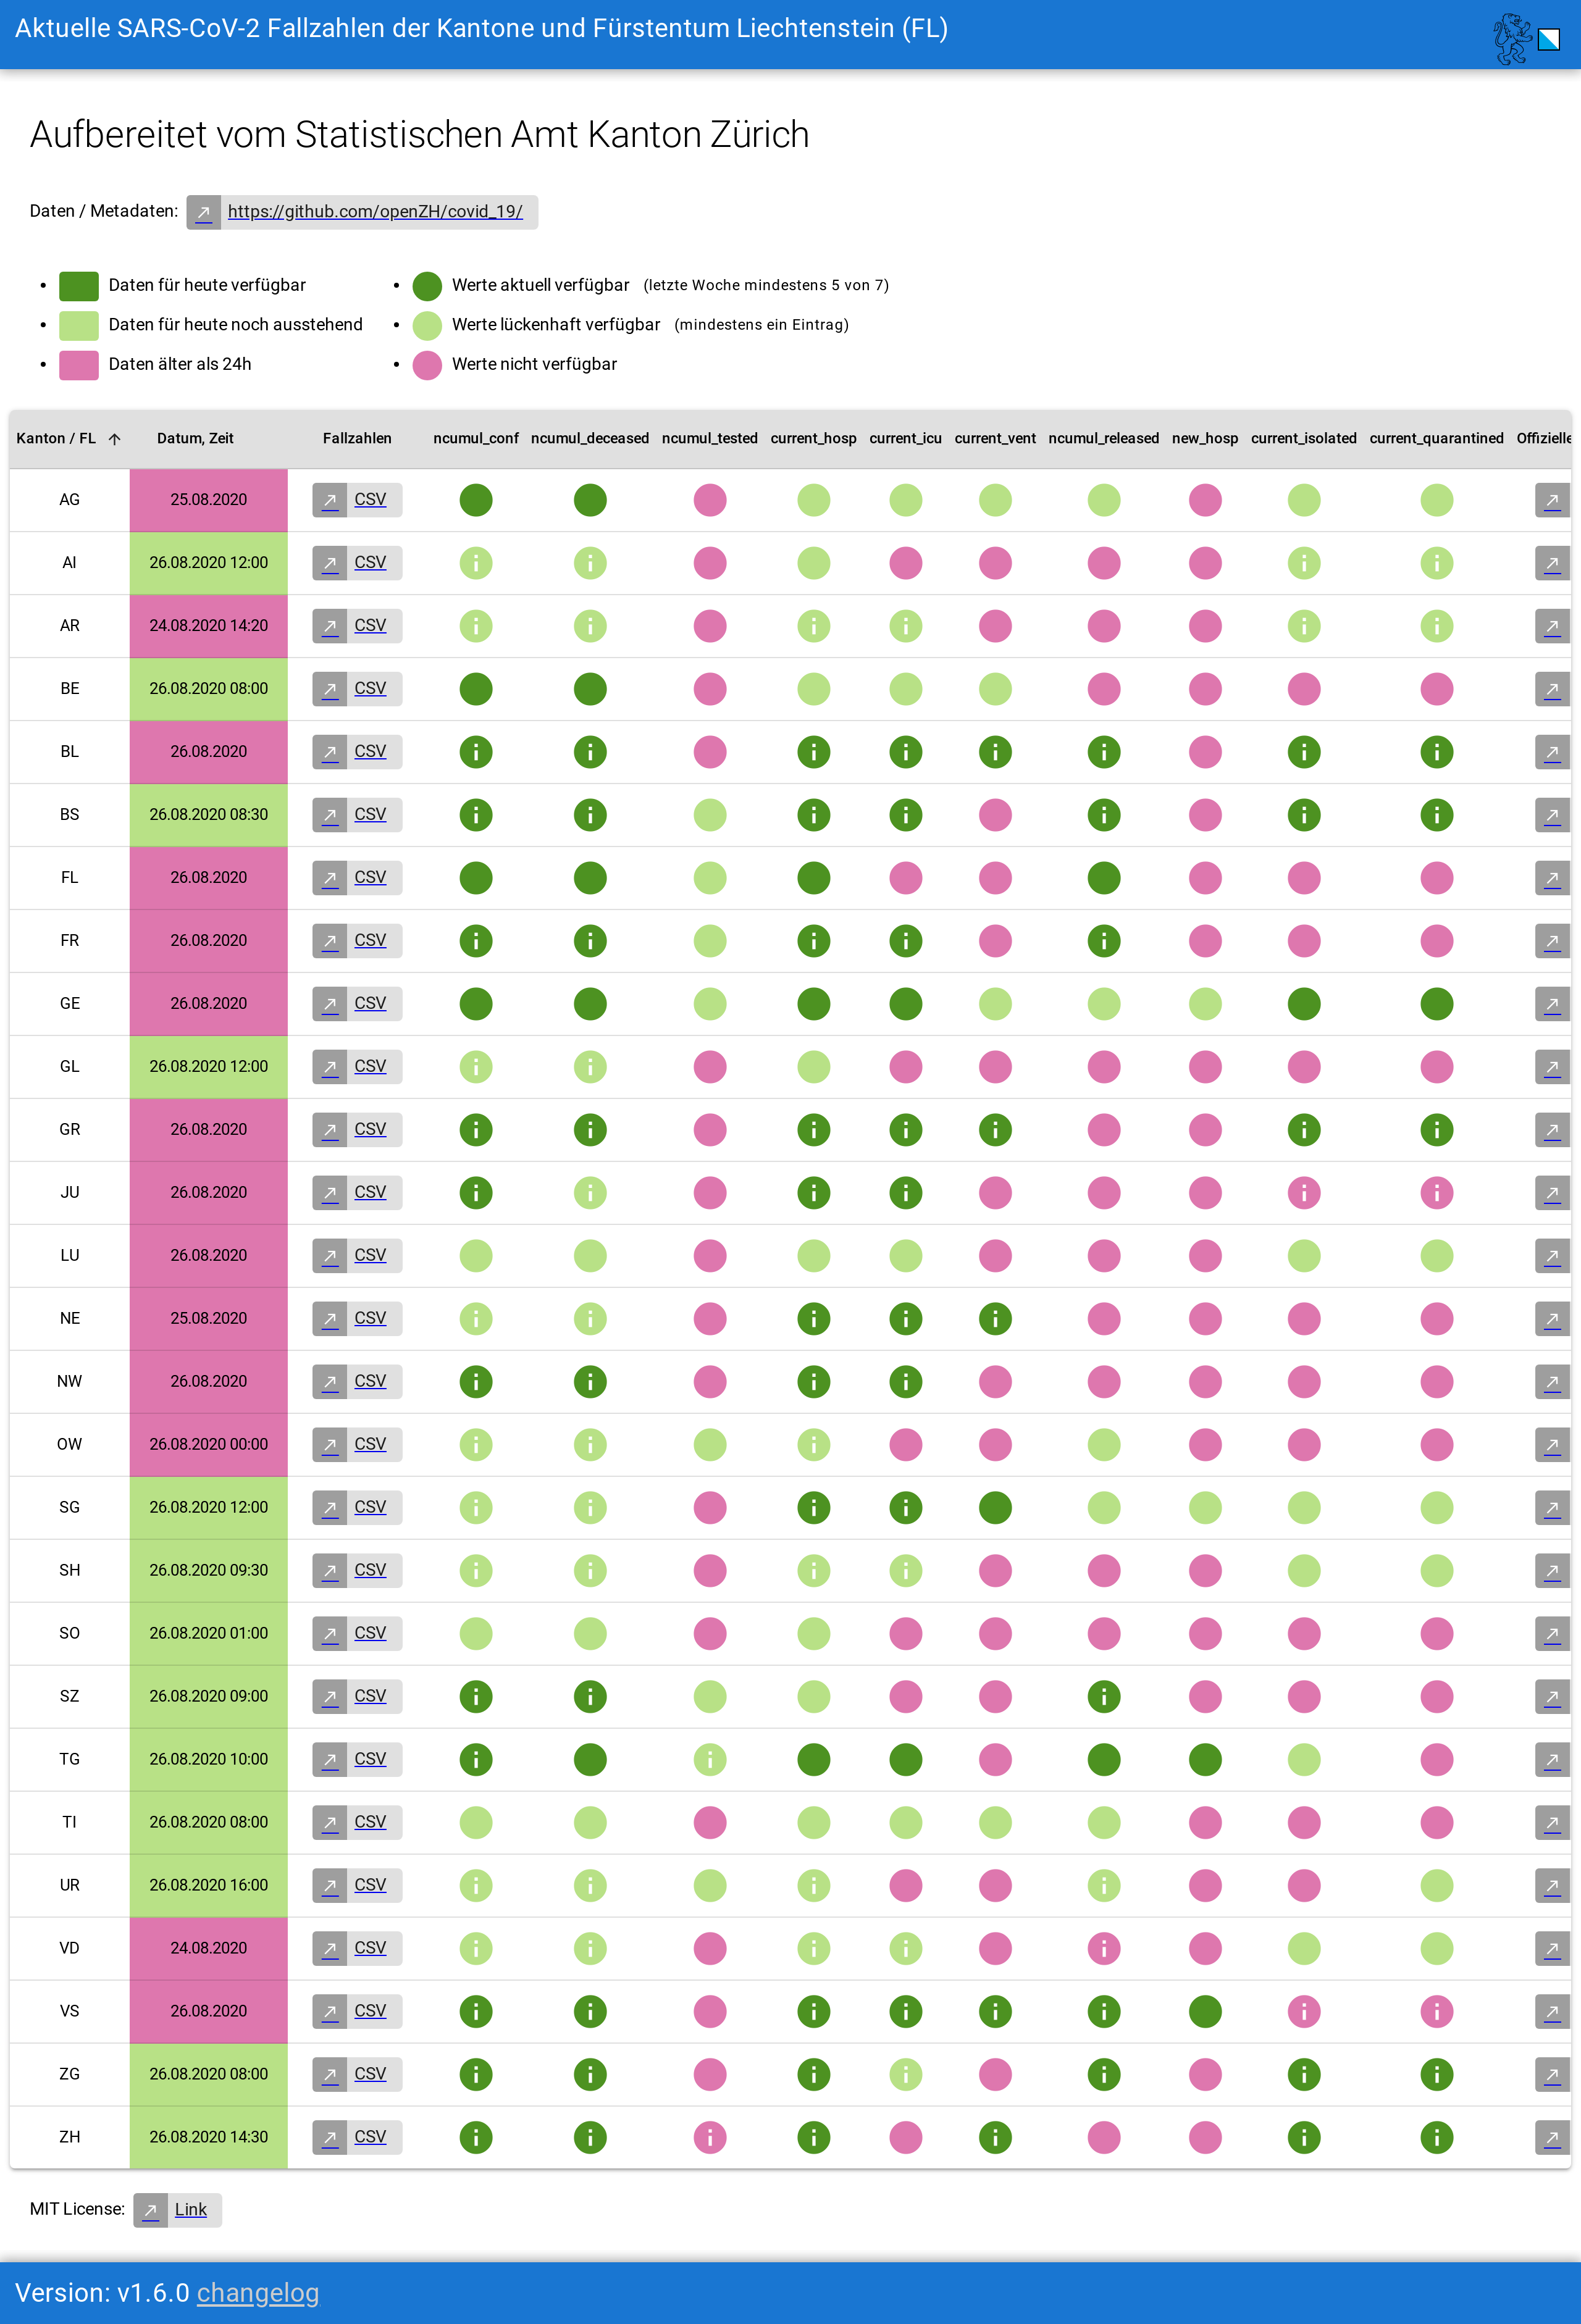 Aktuelle SARS-CoV-2 Fallzahlen der Kantone und Fürstentum Liechtenstein (FL)
Aufbereitet vom Statistischen Amt Kanton Zürich
Daten / Metadaten: https://github.com/openZH/covid_19/
Daten für heute verfügbar
Daten für heute noch ausstehend
Daten älter als 24h
Werte aktuell verfügbar (letzte Woche mindestens 5 von 7)
Werte lückenhaft verfügbar (mindestens ein Eintrag)
Werte nicht verfügbar
Kanton / FL Datum, Zeit Fallzahlen ncumul_conf ncumul_deceased ncumul_tested current_hosp current_icu current_vent ncumul_released new_hosp current_isolated current_quarantined Offizielle
AG 25.08.2020 CSV
AI 26.08.2020 12:00 CSV
AR 24.08.2020 14:20 CSV
BE 26.08.2020 08:00 CSV
BL 26.08.2020 CSV
BS 26.08.2020 08:30 CSV
FL 26.08.2020 CSV
FR 26.08.2020 CSV
GE 26.08.2020 CSV
GL 26.08.2020 12:00 CSV
GR 26.08.2020 CSV
JU 26.08.2020 CSV
LU 26.08.2020 CSV
NE 25.08.2020 CSV
NW 26.08.2020 CSV
OW 26.08.2020 00:00 CSV
SG 26.08.2020 12:00 CSV
SH 26.08.2020 09:30 CSV
SO 26.08.2020 01:00 CSV
SZ 26.08.2020 09:00 CSV
TG 26.08.2020 10:00 CSV
TI 26.08.2020 08:00 CSV
UR 26.08.2020 16:00 CSV
VD 24.08.2020 CSV
VS 26.08.2020 CSV
ZG 26.08.2020 08:00 CSV
ZH 26.08.2020 14:30 CSV
MIT License: Link
Version: v1.6.0 changelog